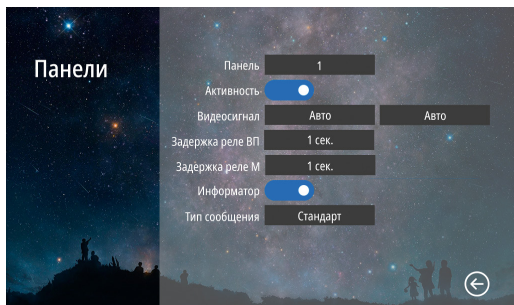 Панели
Панель 1
Активность
Видеосигнал Авто Авто
Задержка реле ВП 1 сек.
Задержка реле М 1 сек.
Информатор
Тип сообщения Стандарт